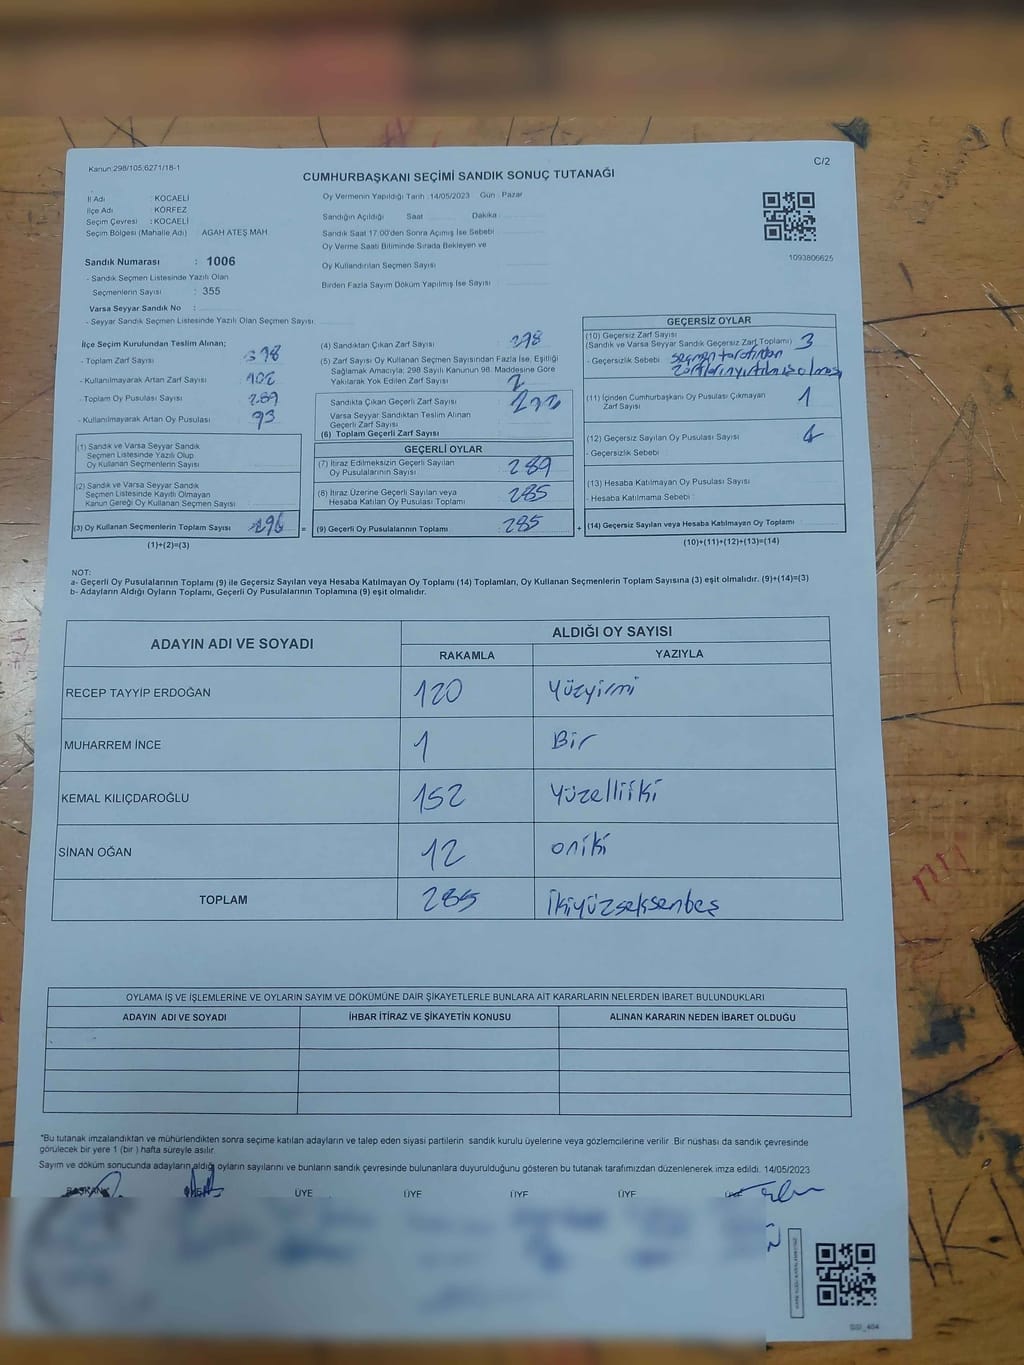 Kanun:298/105;6271/18-1
C/2
CUMHURBAŞKANI SEÇİMİ SANDIK SONUÇ TUTANAĞI
İl Adı : KOCAELİ
İlçe Adı : KÖRFEZ
Seçim Çevresi : KOCAELİ
Seçim Bölgesi (Mahalle Adı) : AGAH ATEŞ MAH
Sandık Numarası : 1006
- Sandık Seçmen Listesinde Yazılı Olan
Seçmenlerin Sayısı : 355
Varsa Seyyar Sandık No :
- Seyyar Sandık Seçmen Listesinde Yazılı Olan Seçmen Sayısı:
Oy Vermenin Yapıldığı Tarih :14/05/2023 Gün : Pazar
Sandığın Açıldığı Saat Dakika :
Sandık Saat 17.00'den Sonra Açılmış İse Sebebi
Oy Verme Saati Bitiminde Sırada Bekleyen ve
Oy Kullandırılan Seçmen Sayısı
Birden Fazla Sayım Döküm Yapılmış İse Sayısı
1093806625
İlçe Seçim Kurulundan Teslim Alınan;
- Toplam Zarf Sayısı :
- Kullanılmayarak Artan Zarf Sayısı : 102
- Toplam Oy Pusulası Sayısı :
- Kullanılmayarak Artan Oy Pusulası : 93
(1) Sandık ve Varsa Seyyar Sandık
Seçmen Listesinde Yazılı Olup
Oy Kullanan Seçmenlerin Sayısı
(2) Sandık ve Varsa Seyyar Sandık
Seçmen Listesinde Kayıtlı Olmayan
Kanun Gereği Oy Kullanan Seçmen Sayısı
(3) Oy Kullanan Seçmenlerin Toplam Sayısı
(1)+(2)=(3)
=
(4) Sandıktan Çıkan Zarf Sayısı :
(5) Zarf Sayısı Oy Kullanan Seçmen Sayısından Fazla İse, Eşitliği
Sağlamak Amacıyla; 298 Sayılı Kanunun 98. Maddesine Göre
Yakılarak Yok Edilen Zarf Sayısı : 2
Sandıkta Çıkan Geçerli Zarf Sayısı :
Varsa Seyyar Sandıktan Teslim Alınan
Geçerli Zarf Sayısı
(6) Toplam Geçerli Zarf Sayısı
GEÇERLİ OYLAR
(7) İtiraz Edilmeksizin Geçerli Sayılan
Oy Pusulalarının Sayısı : 289
(8) İtiraz Üzerine Geçerli Sayılan veya
Hesaba Katılan Oy Pusulası Toplamı : 285
(9) Geçerli Oy Pusulalarının Toplamı : 285
+
GEÇERSİZ OYLAR
(10) Geçersiz Zarf Sayısı
(Sandık ve Varsa Seyyar Sandık Geçersiz Zarf Toplamı) 3
- Geçersizlik Sebebi : seçmen tarafından
(11) İçinden Cumhurbaşkanı Oy Pusulası Çıkmayan
Zarf Sayısı 1
(12) Geçersiz Sayılan Oy Pusulası Sayısı 4
- Geçersizlik Sebebi :
(13) Hesaba Katılmayan Oy Pusulası Sayısı
- Hesaba Katılmama Sebebi :
(14) Geçersiz Sayılan veya Hesaba Katılmayan Oy Toplamı
(10)+(11)+(12)+(13)=(14)
NOT:
a- Geçerli Oy Pusulalarının Toplamı (9) ile Geçersiz Sayılan veya Hesaba Katılmayan Oy Toplamı (14) Toplamları, Oy Kullanan Seçmenlerin Toplam Sayısına (3) eşit olmalıdır. (9)+(14)=(3)
b- Adayların Aldığı Oyların Toplamı, Geçerli Oy Pusulalarının Toplamına (9) eşit olmalıdır.
ADAYIN ADI VE SOYADI ALDIĞI OY SAYISI
RAKAMLA YAZIYLA
RECEP TAYYİP ERDOĞAN 120 Yüzyirmi
MUHARREM İNCE 1 Bir
KEMAL KILIÇDAROĞLU 152 Yüzelliiki
SİNAN OĞAN 12 oniki
TOPLAM 285 ikiyüzseksenbeş
OYLAMA İŞ VE İŞLEMLERİNE VE OYLARIN SAYIM VE DÖKÜMÜNE DAİR ŞİKAYETLERLE BUNLARA AİT KARARLARIN NELERDEN İBARET BULUNDUKLARI
ADAYIN ADI VE SOYADI İHBAR İTİRAZ VE ŞİKAYETİN KONUSU ALINAN KARARIN NEDEN İBARET OLDUĞU
*Bu tutanak imzalandıktan ve mühürlendikten sonra seçime katılan adayların ve talep eden siyasi partilerin sandık kurulu üyelerine veya gözlemcilerine verilir. Bir nüshası da sandık çevresinde
görülecek bir yere 1 (bir ) hafta süreyle asılır.
Sayım ve döküm sonucunda adayların aldığı oyların sayılarını ve bunların sandık çevresinde bulunanlara duyurulduğunu gösteren bu tutanak tarafımızdan düzenlenerek imza edildi. 14/05/2023
BAŞKAN ÜYE ÜYE ÜYE ÜYE ÜYE